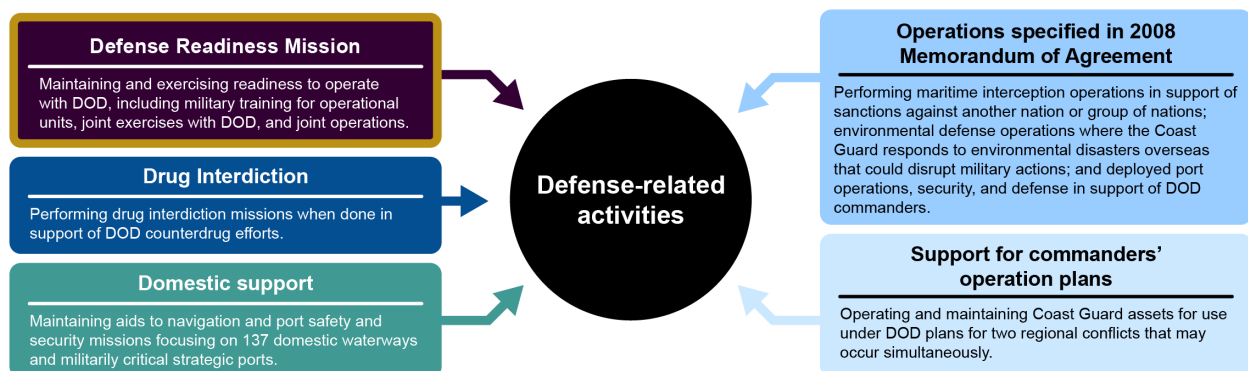 Defense Readiness Mission
Maintaining and exercising readiness to operate
with DOD, including military training for operational
units, joint exercises with DOD, and joint operations.
Drug Interdiction
Performing drug interdiction missions when done in
support of DOD counterdrug efforts.
Domestic support
Maintaining aids to navigation and port safety and
security missions focusing on 137 domestic waterways
and militarily critical strategic ports.
Defense-related
activities
Operations specified in 2008
Memorandum of Agreement
Performing maritime interception operations in support of
sanctions against another nation or group of nations;
environmental defense operations where the Coast
Guard responds to environmental disasters overseas
that could disrupt military actions; and deployed port
operations, security, and defense in support of DOD
commanders.
Support for commanders’
operation plans
Operating and maintaining Coast Guard assets for use
under DOD plans for two regional conflicts that may
occur simultaneously.